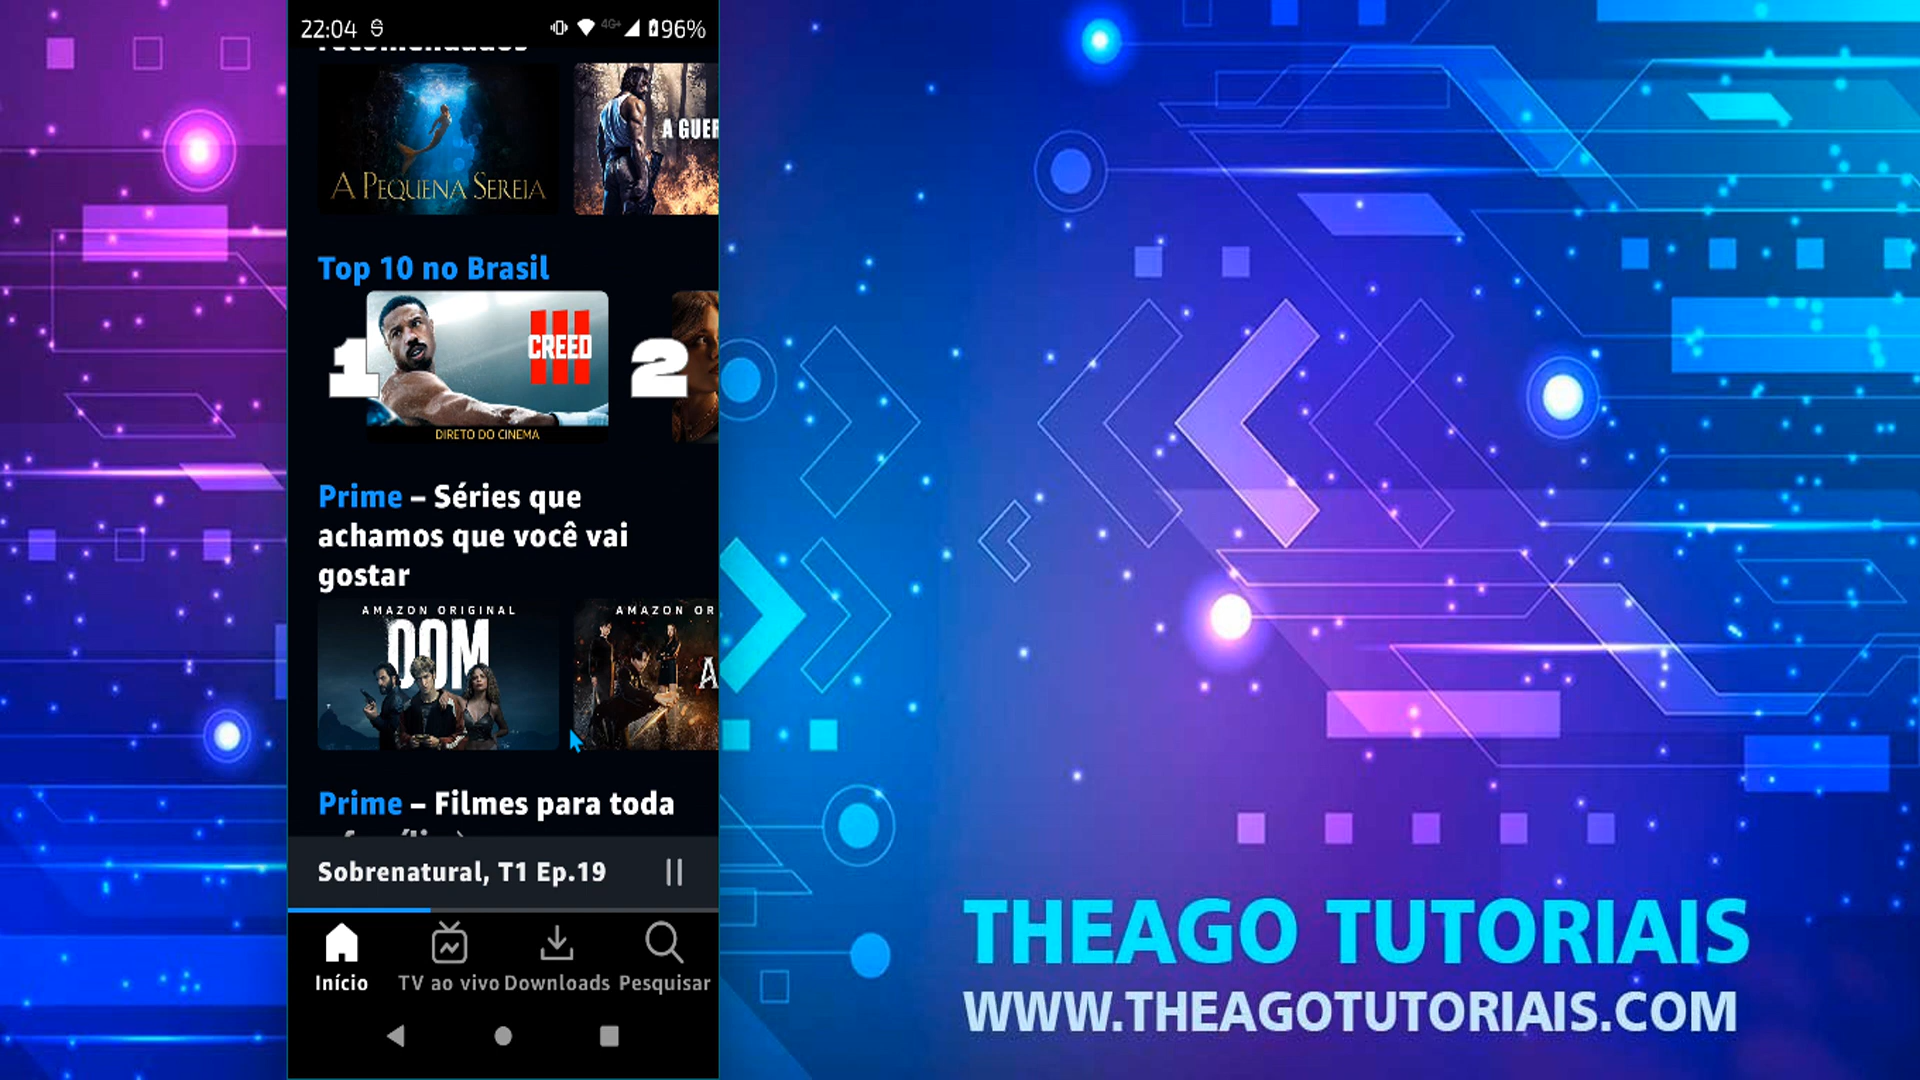 22:04
4G+
96%
recomendados
A PEQUENA SEREIA
A GUER
Top 10 no Brasil
1
CREED
III
DIRETO DO CINEMA
2
Prime – Séries que
achamos que você vai
gostar
AMAZON ORIGINAL
DOM
AMAZON OR
A
Prime – Filmes para toda
Sobrenatural, T1 Ep.19
Início
TV ao vivo
Downloads
Pesquisar
THEAGO TUTORIAIS
WWW.THEAGOTUTORIAIS.COM